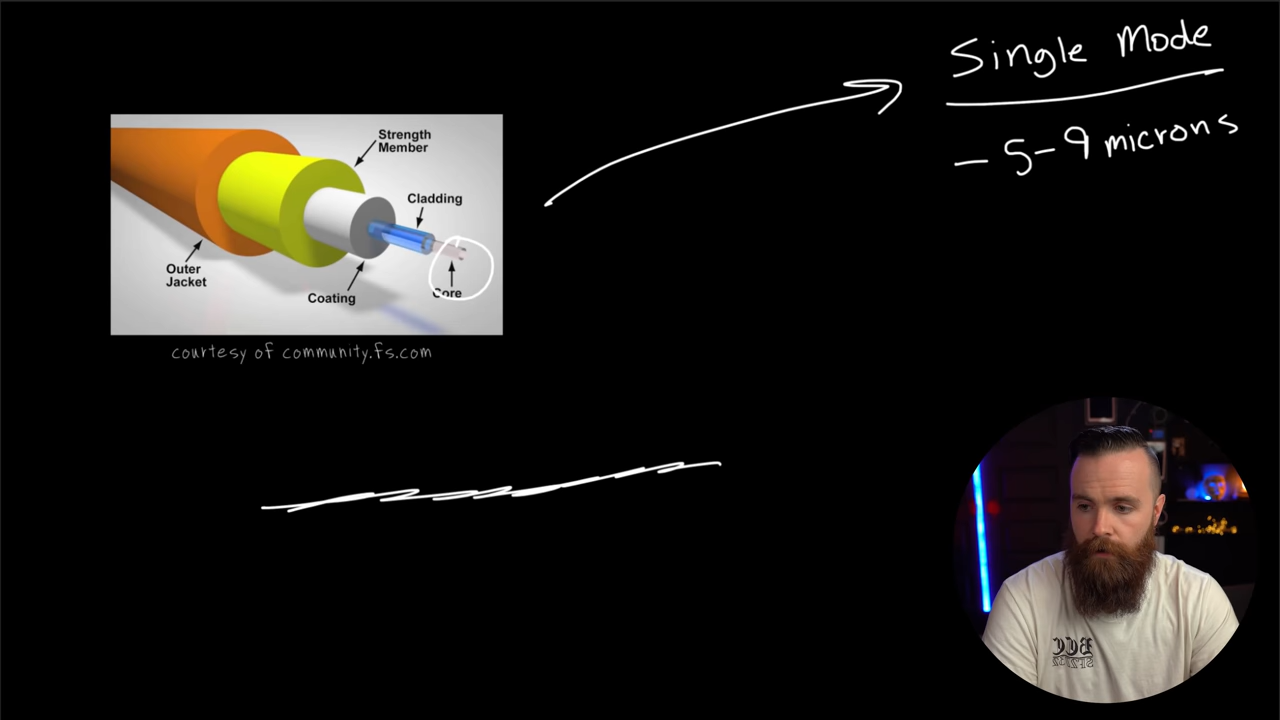 Single Mode
- 5-9 microns
Strength
Member
Cladding
Outer
Jacket
Coating
Core
courtesy of community.fs.com